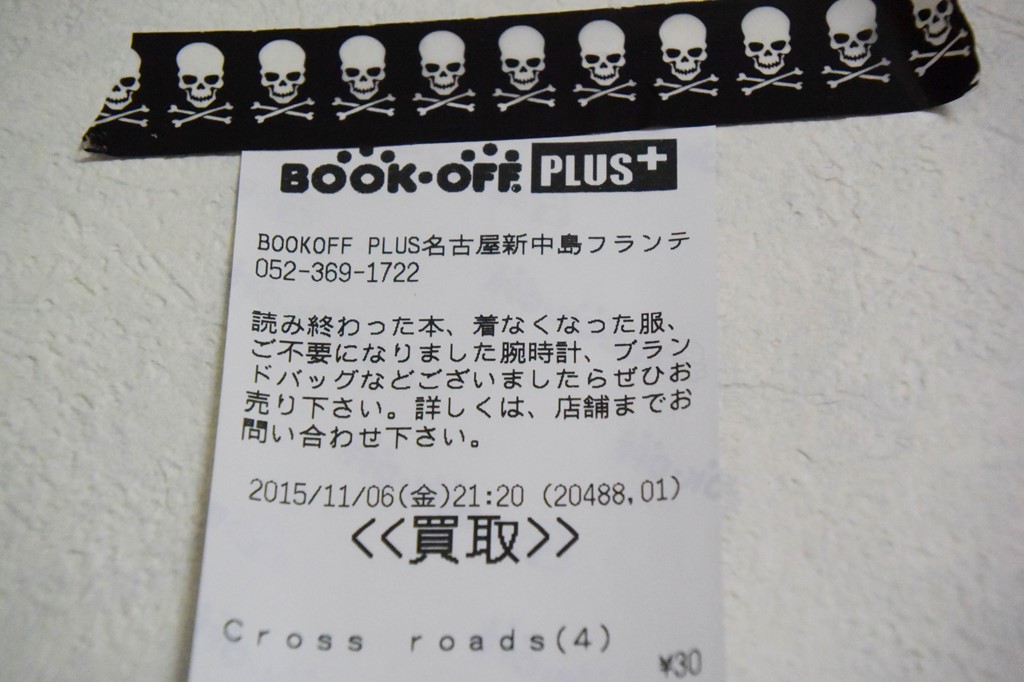 BOOK-OFF PLUS+
BOOKOFF PLUS名古屋新中島フランテ
052-369-1722
読み終わった本、着なくなった服、
ご不要になりました腕時計、ブラン
ドバッグなどございましたらぜひお
売り下さい。詳しくは、店舗までお
問い合わせ下さい。
2015/11/06(金)21:20 (20488,01)
<<買取>>
Cross roads(4)
¥30